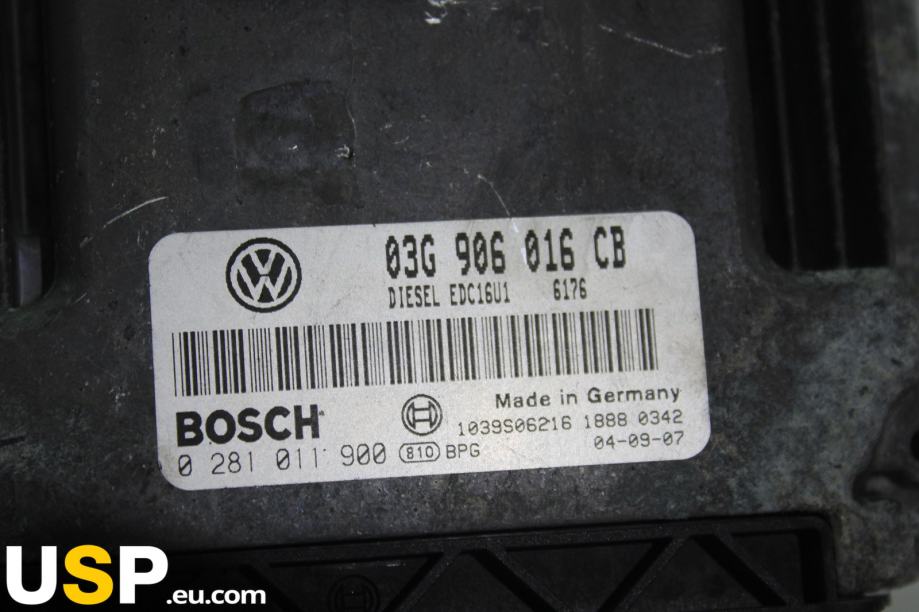 03G 906 016 CB
DIESEL EDC16U1 6176
BOSCH
Made in Germany
1039S06216 1888 0342
0 281 011 900 810 BPG 04-09-07
USP.eu.com